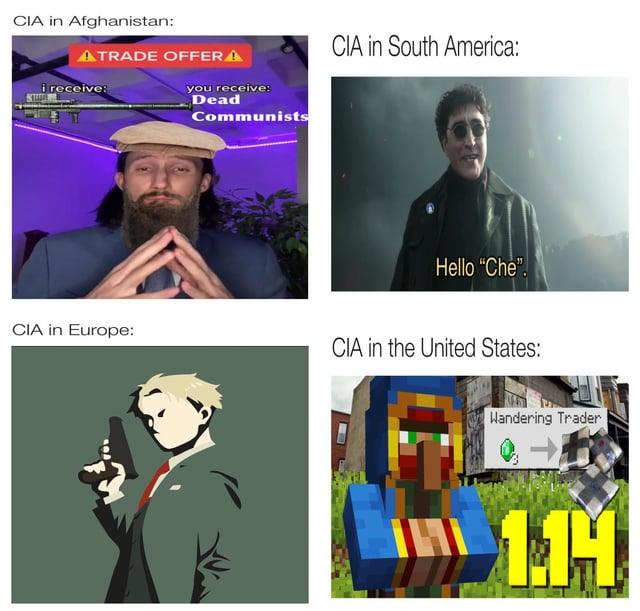 CIA in Afghanistan:
⚠TRADE OFFER⚠
i receive:
you receive:
Dead
Communists
CIA in South America:
Hello “Che”.
CIA in Europe:
CIA in the United States:
Wandering Trader
3
1.14